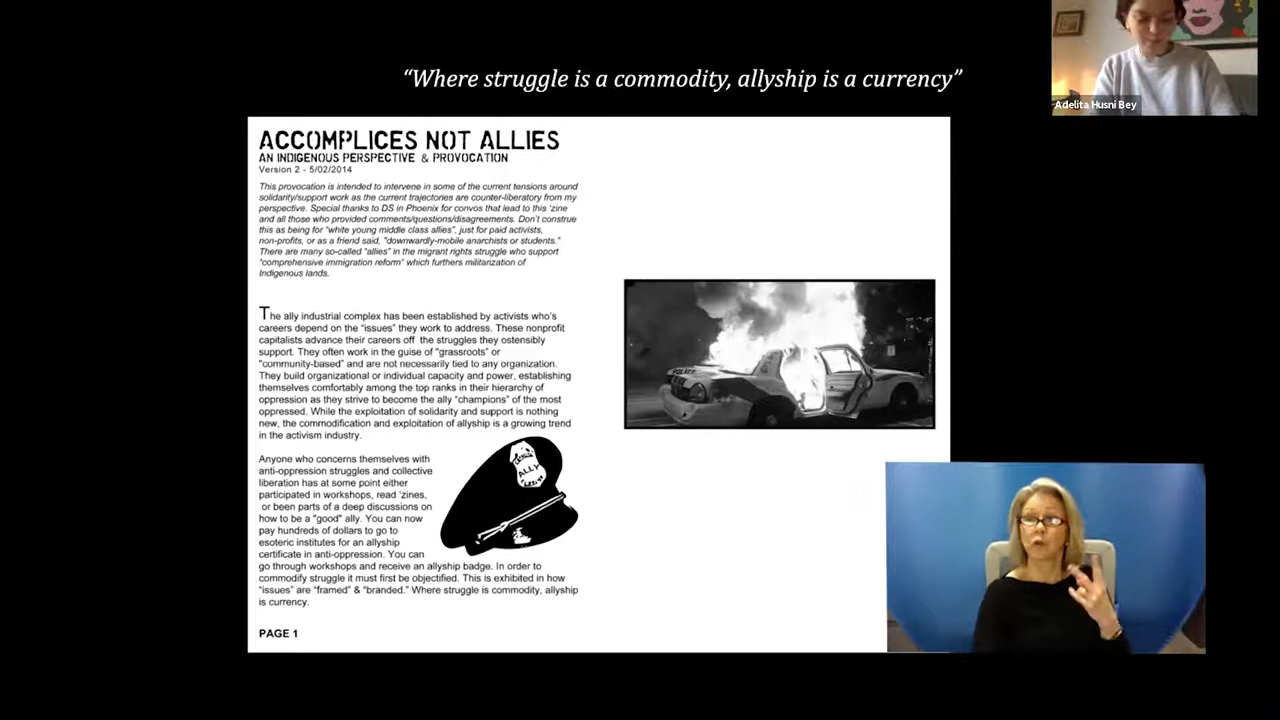 “Where struggle is a commodity, allyship is a currency”
Adelita Husni Bey
ACCOMPLICES NOT ALLIES
AN INDIGENOUS PERSPECTIVE & PROVOCATION
Version 2 - 5/02/2014
This provocation is intended to intervene in some of the current tensions around
solidarity/support work as the current trajectories are counter-liberatory from my
perspective. Special thanks to DS in Phoenix for convos that lead to this 'zine
and all those who provided comments/questions/disagreements. Don't construe
this as being for "white young middle class allies", just for paid activists,
non-profits, or as a friend said, "downwardly-mobile anarchists or students."
There are many so-called "allies" in the migrant rights struggle who support
"comprehensive immigration reform" which furthers militarization of
Indigenous lands.
The ally industrial complex has been established by activists who's
careers depend on the "issues" they work to address. These nonprofit
capitalists advance their careers off the struggles they ostensibly
support. They often work in the guise of "grassroots" or
"community-based" and are not necessarily tied to any organization.
They build organizational or individual capacity and power, establishing
themselves comfortably among the top ranks in their hierarchy of
oppression as they strive to become the ally "champions" of the most
oppressed. While the exploitation of solidarity and support is nothing
new, the commodification and exploitation of allyship is a growing trend
in the activism industry.
Anyone who concerns themselves with
anti-oppression struggles and collective
liberation has at some point either
participated in workshops, read 'zines,
or been parts of a deep discussions on
how to be a "good" ally. You can now
pay hundreds of dollars to go to
esoteric institutes for an allyship
certificate in anti-oppression. You can
go through workshops and receive an allyship badge. In order to
commodify struggle it must first be objectified. This is exhibited in how
"issues" are "framed" & "branded." Where struggle is commodity, allyship
is currency.
ALLY
POLICE
PAGE 1